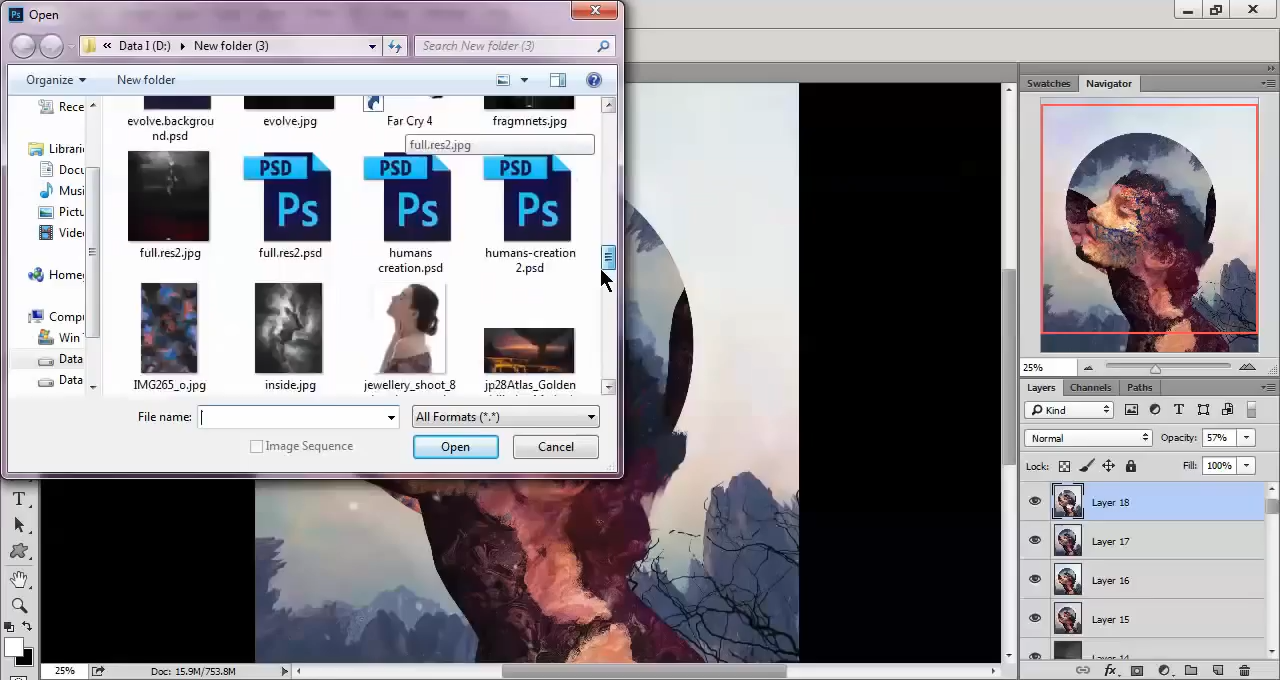 Ps Open
« Data I (D:) ▸ New folder (3)
Search New folder (3)
Organize
New folder
Rece
Librari
Docu
Musi
Pictu
Vide
Home
Compu
Win
Data
Data
evolve.backgrou
nd.psd
evolve.jpg
Far Cry 4
fragmnets.jpg
full.res2.jpg
PSD
Ps
PSD
Ps
PSD
Ps
full.res2.jpg
full.res2.psd
humans
creation.psd
humans-creation
2.psd
IMG265_o.jpg
inside.jpg
jewellery_shoot_8
jp28Atlas_Golden
File name:
All Formats (*.*)
Image Sequence
Open
Cancel
T
25%
Doc: 15.9M/753.8M
Swatches
Navigator
25%
Layers
Channels
Paths
Kind
T
Normal
Opacity: 57%
Lock:
Fill: 100%
Layer 18
Layer 17
Layer 16
Layer 15
Layer 14
fx